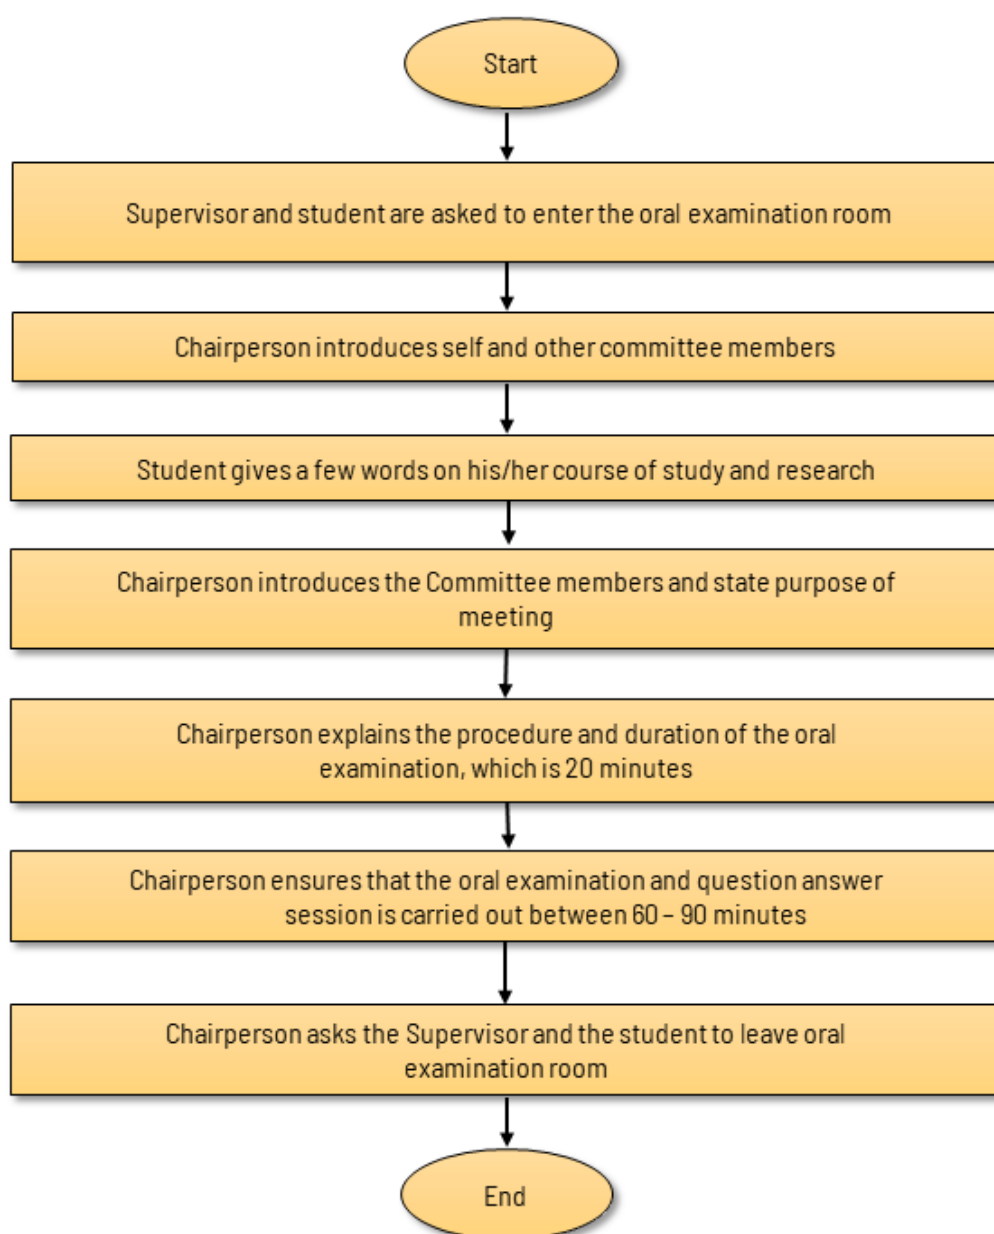 Start
Supervisor and student are asked to enter the oral examination room
Chairperson introduces self and other committee members
Student gives a few words on his/her course of study and research
Chairperson introduces the Committee members and state purpose of
meeting
Chairperson explains the procedure and duration of the oral
examination, which is 20 minutes
Chairperson ensures that the oral examination and question answer
session is carried out between 60 – 90 minutes
Chairperson asks the Supervisor and the student to leave oral
examination room
End